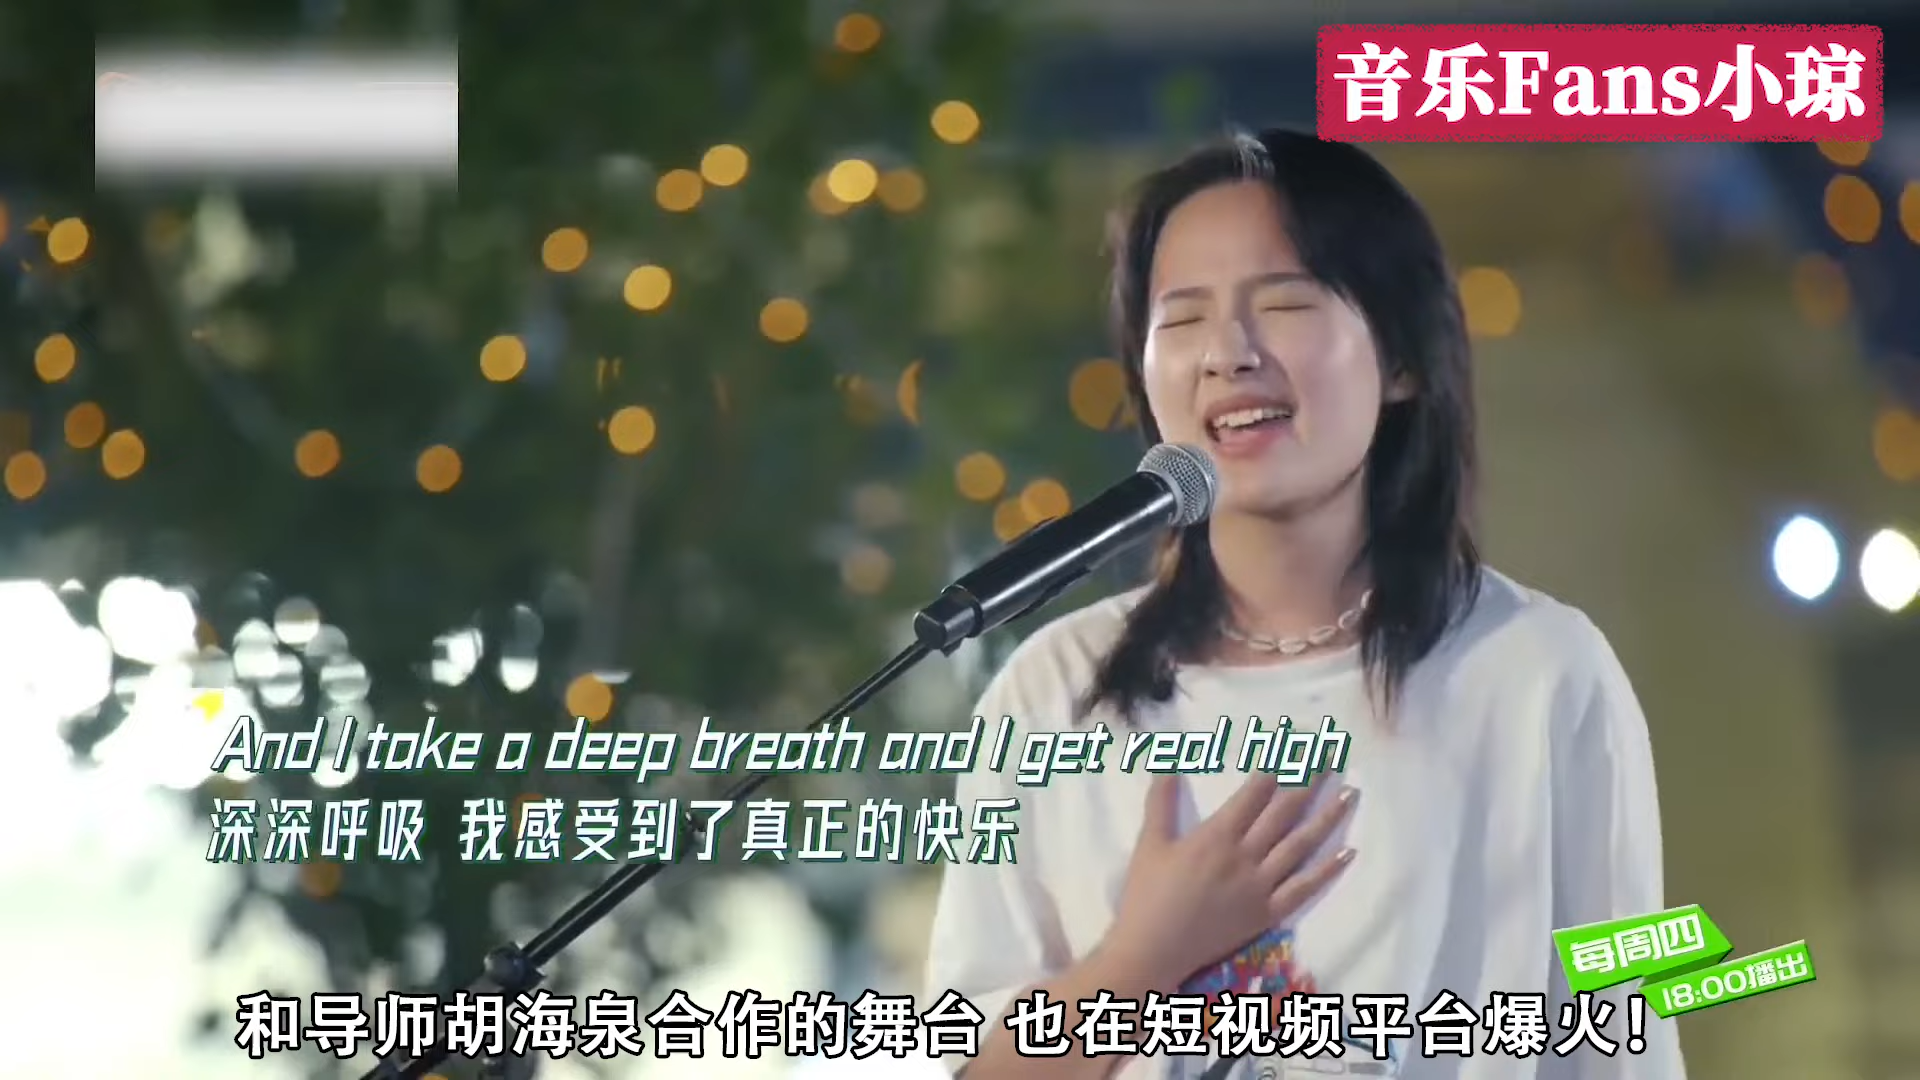 音乐Fans小琼
And I take a deep breath and I get real high
深深呼吸 我感受到了真正的快乐
每周四
18:00播出
和导师胡海泉合作的舞台 也在短视频平台爆火！